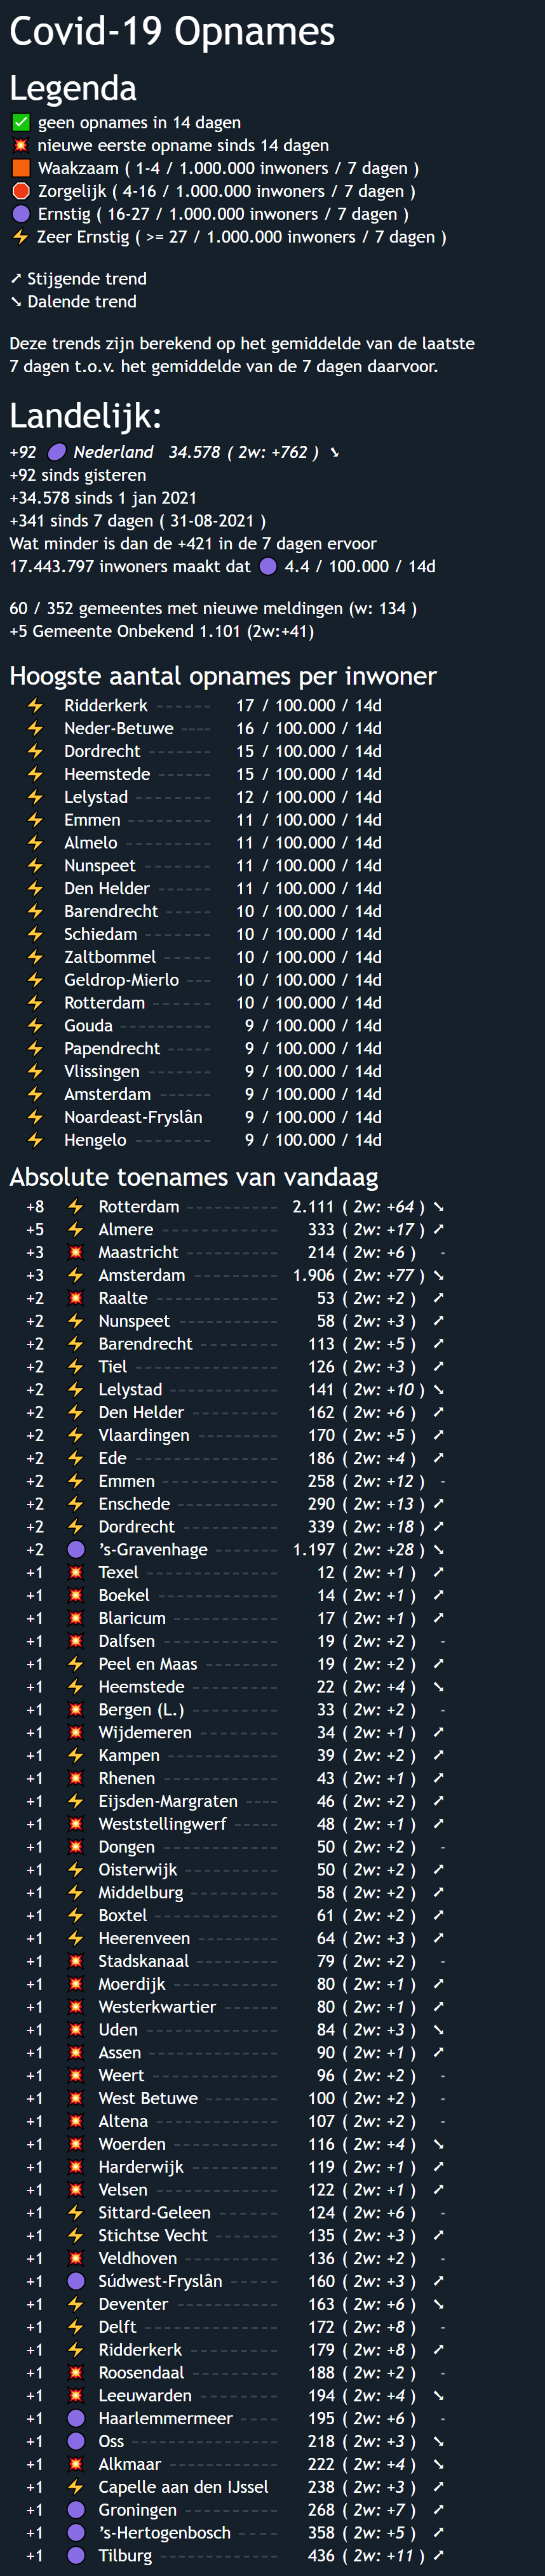 Covid-19 Opnames
Legenda
✅ geen opnames in 14 dagen
💥 nieuwe eerste opname sinds 14 dagen
🟧 Waakzaam ( 1-4 / 1.000.000 inwoners / 7 dagen )
🛑 Zorgelijk ( 4-16 / 1.000.000 inwoners / 7 dagen )
🟣 Ernstig ( 16-27 / 1.000.000 inwoners / 7 dagen )
⚡ Zeer Ernstig ( >= 27 / 1.000.000 inwoners / 7 dagen )
➚ Stijgende trend
➘ Dalende trend
Deze trends zijn berekend op het gemiddelde van de laatste
7 dagen t.o.v. het gemiddelde van de 7 dagen daarvoor.
Landelijk:
+92 🟣 Nederland 34.578 ( 2w: +762 ) ➘
+92 sinds gisteren
+34.578 sinds 1 jan 2021
+341 sinds 7 dagen ( 31-08-2021 )
Wat minder is dan de +421 in de 7 dagen ervoor
17.443.797 inwoners maakt dat 🟣 4.4 / 100.000 / 14d
60 / 352 gemeentes met nieuwe meldingen (w: 134 )
+5 Gemeente Onbekend 1.101 (2w:+41)
Hoogste aantal opnames per inwoner
⚡ Ridderkerk ------- 17 / 100.000 / 14d
⚡ Neder-Betuwe ---- 16 / 100.000 / 14d
⚡ Dordrecht -------- 15 / 100.000 / 14d
⚡ Heemstede ------- 15 / 100.000 / 14d
⚡ Lelystad --------- 12 / 100.000 / 14d
⚡ Emmen ---------- 11 / 100.000 / 14d
⚡ Almelo ---------- 11 / 100.000 / 14d
⚡ Nunspeet -------- 11 / 100.000 / 14d
⚡ Den Helder ------- 11 / 100.000 / 14d
⚡ Barendrecht ------ 10 / 100.000 / 14d
⚡ Schiedam -------- 10 / 100.000 / 14d
⚡ Zaltbommel ------ 10 / 100.000 / 14d
⚡ Geldrop-Mierlo --- 10 / 100.000 / 14d
⚡ Rotterdam ------- 10 / 100.000 / 14d
⚡ Gouda ----------- 9 / 100.000 / 14d
⚡ Papendrecht ------ 9 / 100.000 / 14d
⚡ Vlissingen -------- 9 / 100.000 / 14d
⚡ Amsterdam ------- 9 / 100.000 / 14d
⚡ Noardeast-Fryslân 9 / 100.000 / 14d
⚡ Hengelo --------- 9 / 100.000 / 14d
Absolute toenames van vandaag
+8 ⚡ Rotterdam ----------- 2.111 ( 2w: +64 ) ➘
+5 ⚡ Almere -------------- 333 ( 2w: +17 ) ➚
+3 💥 Maastricht ----------- 214 ( 2w: +6 ) -
+3 ⚡ Amsterdam ----------- 1.906 ( 2w: +77 ) ➘
+2 💥 Raalte --------------- 53 ( 2w: +2 ) ➚
+2 ⚡ Nunspeet ------------ 58 ( 2w: +3 ) ➚
+2 ⚡ Barendrecht ---------- 113 ( 2w: +5 ) ➚
+2 ⚡ Tiel ----------------- 126 ( 2w: +3 ) ➚
+2 ⚡ Lelystad ------------- 141 ( 2w: +10 ) ➘
+2 ⚡ Den Helder ----------- 162 ( 2w: +6 ) ➚
+2 ⚡ Vlaardingen ---------- 170 ( 2w: +5 ) ➚
+2 ⚡ Ede ------------------ 186 ( 2w: +4 ) ➚
+2 ⚡ Emmen -------------- 258 ( 2w: +12 ) -
+2 ⚡ Enschede ------------ 290 ( 2w: +13 ) ➚
+2 ⚡ Dordrecht ------------ 339 ( 2w: +18 ) ➚
+2 🟣 's-Gravenhage -------- 1.197 ( 2w: +28 ) ➘
+1 💥 Texel ---------------- 12 ( 2w: +1 ) ➚
+1 💥 Boekel --------------- 14 ( 2w: +1 ) ➚
+1 💥 Blaricum ------------- 17 ( 2w: +1 ) ➚
+1 💥 Dalfsen -------------- 19 ( 2w: +2 ) -
+1 ⚡ Peel en Maas --------- 19 ( 2w: +2 ) ➚
+1 ⚡ Heemstede ----------- 22 ( 2w: +4 ) ➘
+1 💥 Bergen (L.) ----------- 33 ( 2w: +2 ) -
+1 💥 Wijdemeren ---------- 34 ( 2w: +1 ) ➚
+1 ⚡ Kampen ------------- 39 ( 2w: +2 ) ➚
+1 💥 Rhenen -------------- 43 ( 2w: +1 ) ➚
+1 ⚡ Eijsden-Margraten ---- 46 ( 2w: +2 ) ➚
+1 💥 Weststellingwerf ------ 48 ( 2w: +1 ) ➚
+1 💥 Dongen -------------- 50 ( 2w: +2 ) -
+1 ⚡ Oisterwijk ------------ 50 ( 2w: +2 ) ➚
+1 ⚡ Middelburg ----------- 58 ( 2w: +2 ) ➚
+1 ⚡ Boxtel --------------- 61 ( 2w: +2 ) ➚
+1 ⚡ Heerenveen ---------- 64 ( 2w: +3 ) ➚
+1 💥 Stadskanaal ---------- 79 ( 2w: +2 ) -
+1 💥 Moerdijk ------------- 80 ( 2w: +1 ) ➚
+1 💥 Westerkwartier ------- 80 ( 2w: +1 ) ➚
+1 💥 Uden ---------------- 84 ( 2w: +3 ) ➘
+1 💥 Assen --------------- 90 ( 2w: +1 ) ➚
+1 💥 Weert --------------- 96 ( 2w: +2 ) -
+1 💥 West Betuwe --------- 100 ( 2w: +2 ) -
+1 💥 Altena --------------- 107 ( 2w: +2 ) -
+1 💥 Woerden ------------- 116 ( 2w: +4 ) ➘
+1 💥 Harderwijk ----------- 119 ( 2w: +1 ) ➚
+1 💥 Velsen --------------- 122 ( 2w: +1 ) ➚
+1 ⚡ Sittard-Geleen -------- 124 ( 2w: +6 ) -
+1 ⚡ Stichtse Vecht -------- 135 ( 2w: +3 ) ➚
+1 💥 Veldhoven ------------ 136 ( 2w: +2 ) -
+1 🟣 Súdwest-Fryslân ------ 160 ( 2w: +3 ) ➚
+1 ⚡ Deventer ------------- 163 ( 2w: +6 ) ➘
+1 ⚡ Delft ---------------- 172 ( 2w: +8 ) -
+1 ⚡ Ridderkerk ----------- 179 ( 2w: +8 ) ➚
+1 💥 Roosendaal ----------- 188 ( 2w: +2 ) -
+1 💥 Leeuwarden ---------- 194 ( 2w: +4 ) ➘
+1 🟣 Haarlemmermeer ----- 195 ( 2w: +6 ) -
+1 🟣 Oss ------------------ 218 ( 2w: +3 ) ➘
+1 💥 Alkmaar ------------- 222 ( 2w: +4 ) ➘
+1 ⚡ Capelle aan den IJssel 238 ( 2w: +3 ) ➚
+1 🟣 Groningen ------------ 268 ( 2w: +7 ) ➚
+1 🟣 's-Hertogenbosch ----- 358 ( 2w: +5 ) ➚
+1 🟣 Tilburg -------------- 436 ( 2w: +11 ) ➚